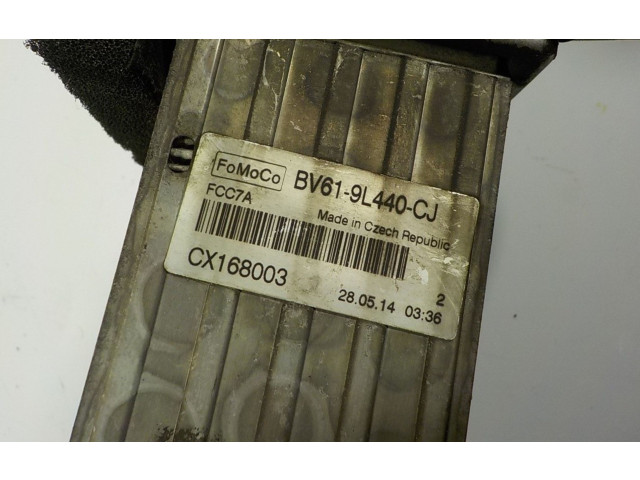 FoMoCo BV61-9L440-CJ
FCC7A
Made in Czech Republic
CX168003
2
28.05.14 03:36